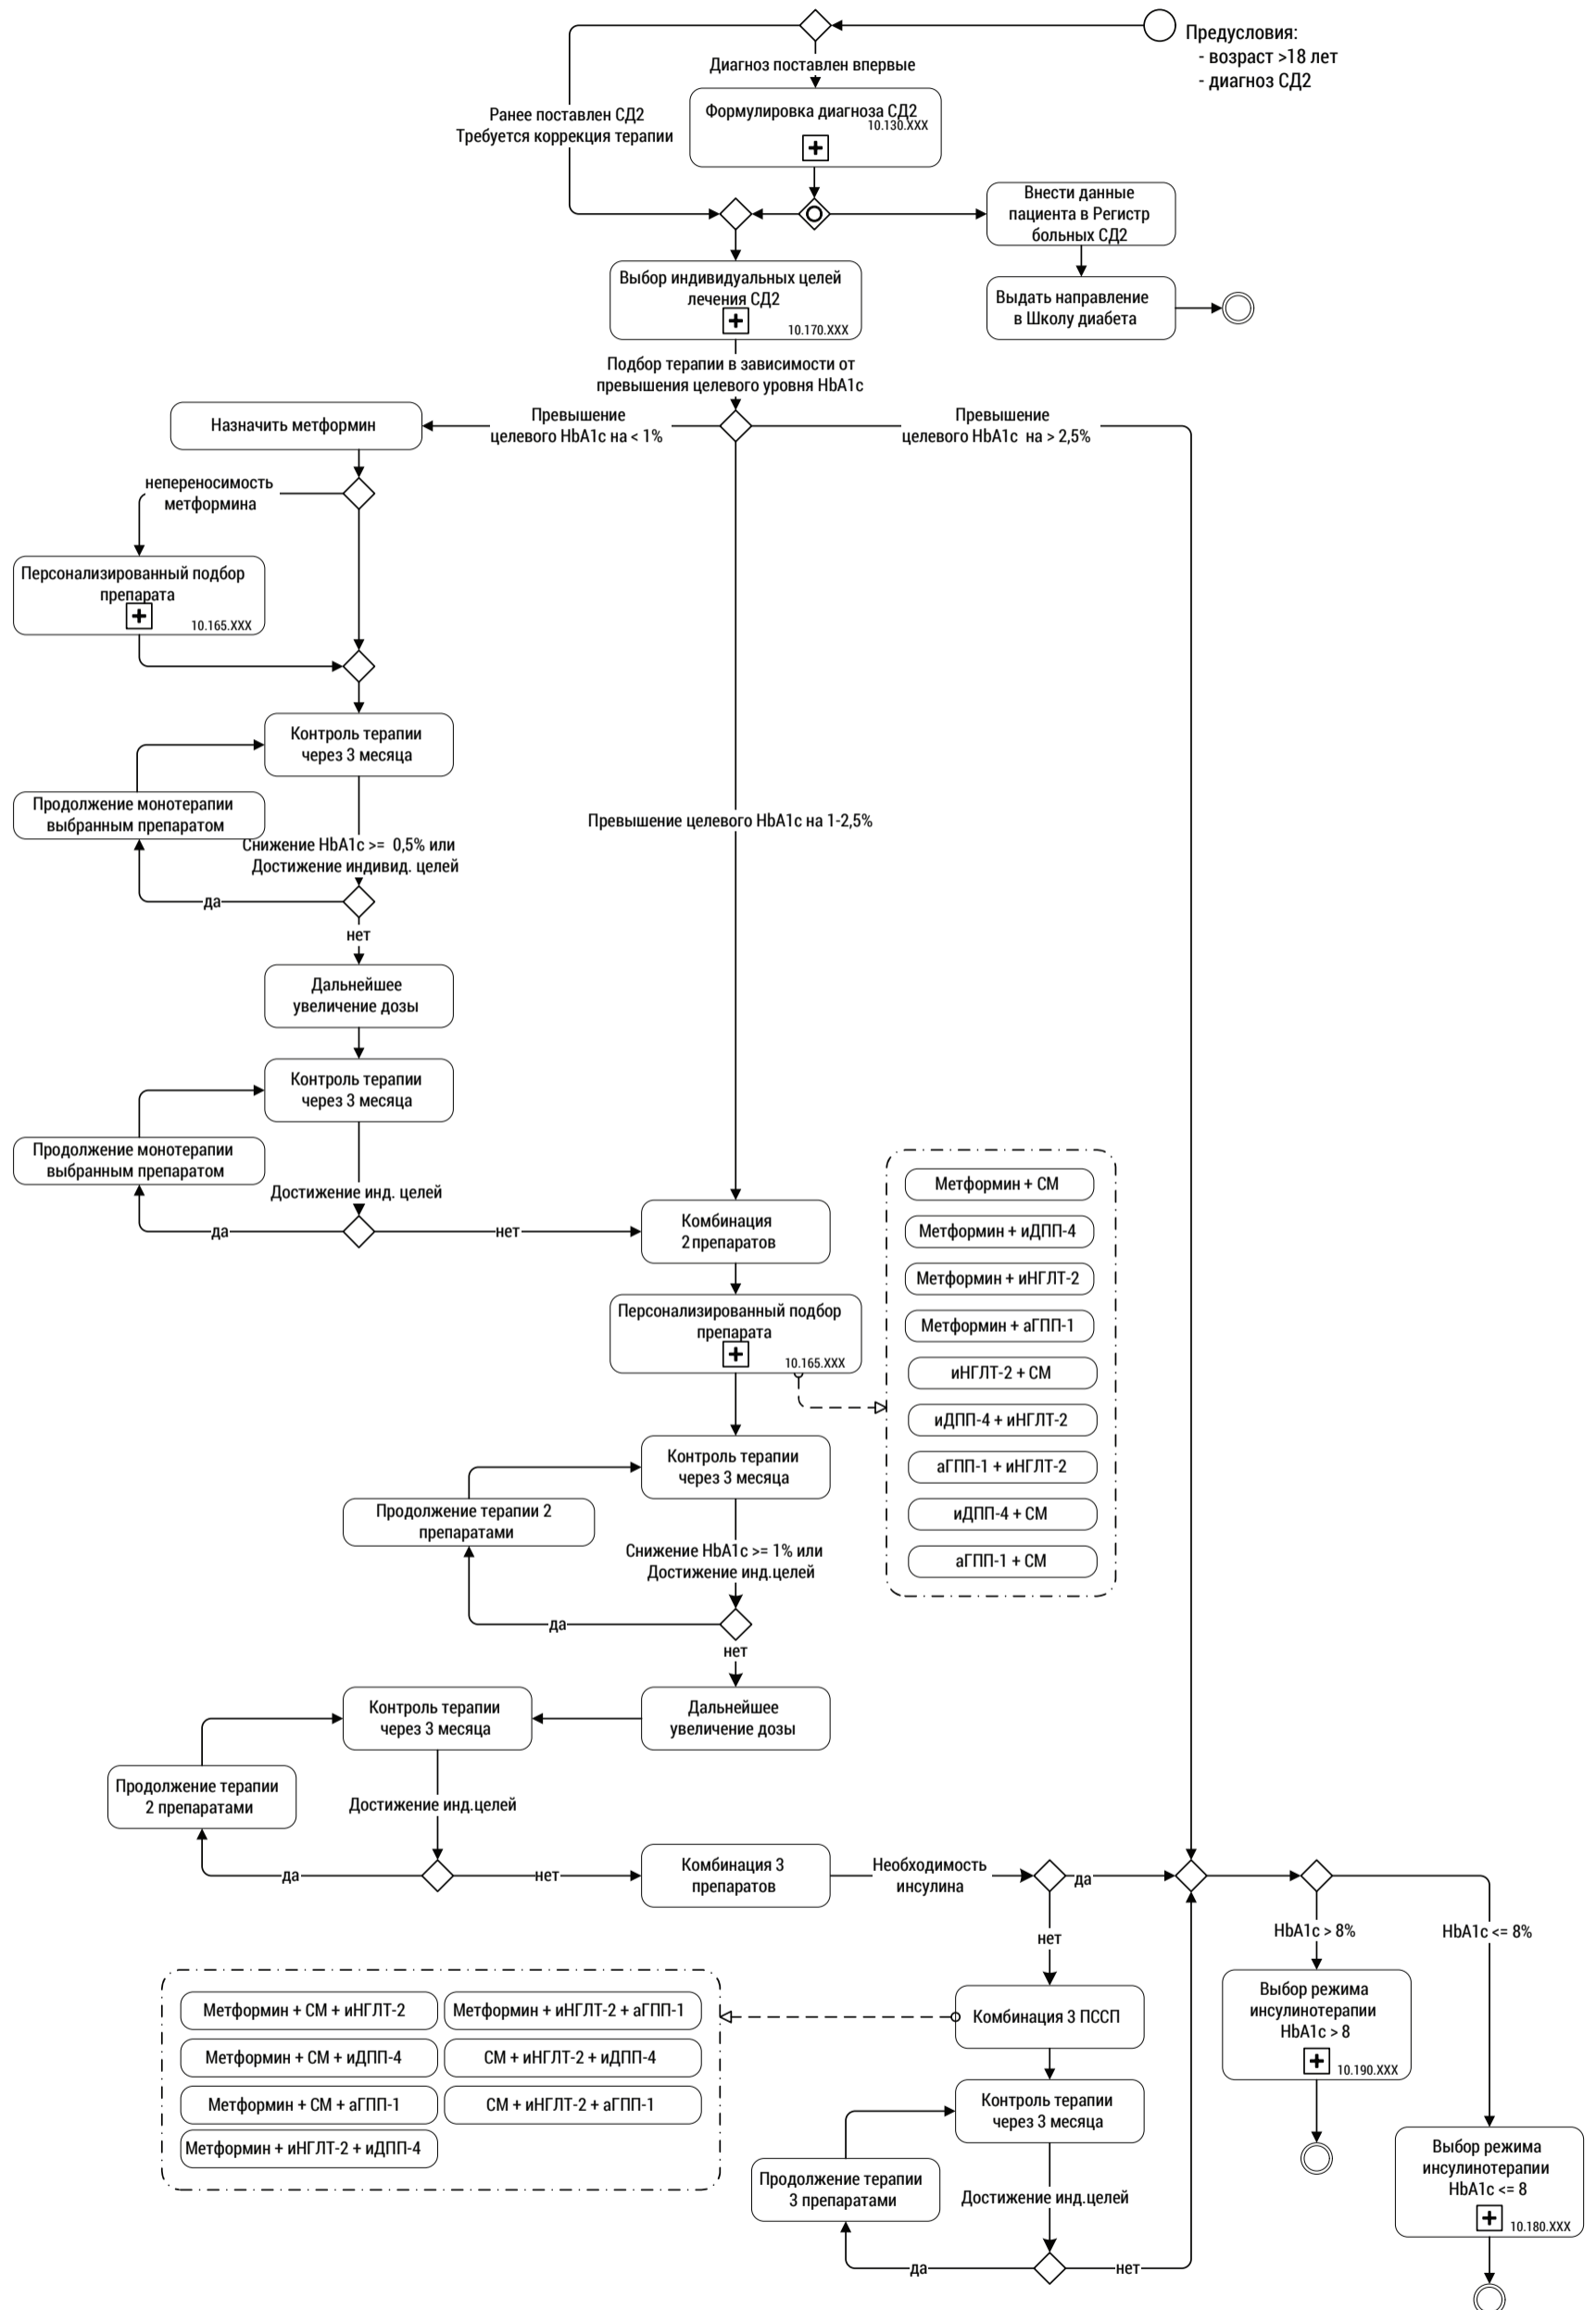 Предусловия:
- возраст >18 лет
- диагноз СД2
Диагноз поставлен впервые
Ранее поставлен СД2
Требуется коррекция терапии
Формулировка диагноза СД2
10.130.XXX
Внести данные
пациента в Регистр
больных СД2
Выбор индивидуальных целей
лечения СД2
10.170.XXX
Выдать направление
в Школу диабета
Подбор терапии в зависимости от
превышения целевого уровня HbA1c
Назначить метформин
Превышение
целевого HbA1c на < 1%
Превышение
целевого HbA1c на > 2,5%
непереносимость
метформина
Персонализированный подбор
препарата
10.165.XXX
Контроль терапии
через 3 месяца
Продолжение монотерапии
выбранным препаратом
Снижение HbA1c >= 0,5% или
Достижение индивид. целей
Превышение целевого HbA1c на 1-2,5%
да
нет
Дальнейшее
увеличение дозы
Контроль терапии
через 3 месяца
Продолжение монотерапии
выбранным препаратом
Достижение инд. целей
да
нет
Комбинация
2 препаратов
Персонализированный подбор
препарата
10.165.XXX
Метформин + СМ
Метформин + иДПП-4
Метформин + иНГЛТ-2
Метформин + аГПП-1
иНГЛТ-2 + СМ
иДПП-4 + иНГЛТ-2
аГПП-1 + иНГЛТ-2
иДПП-4 + СМ
аГПП-1 + СМ
Контроль терапии
через 3 месяца
Продолжение терапии 2
препаратами
Снижение HbA1c >= 1% или
Достижение инд.целей
да
нет
Дальнейшее
увеличение дозы
Контроль терапии
через 3 месяца
Продолжение терапии
2 препаратами
Достижение инд.целей
да
нет
Комбинация 3
препаратов
Необходимость
инсулина
да
нет
HbA1c > 8%
HbA1c <= 8%
Метформин + СМ + иНГЛТ-2
Метформин + иНГЛТ-2 + аГПП-1
Метформин + СМ + иДПП-4
СМ + иНГЛТ-2 + иДПП-4
Метформин + СМ + аГПП-1
СМ + иНГЛТ-2 + аГПП-1
Метформин + иНГЛТ-2 + иДПП-4
Комбинация 3 ПССП
Выбор режима
инсулинотерапии
HbA1c > 8
10.190.XXX
Контроль терапии
через 3 месяца
Продолжение терапии
3 препаратами
Достижение инд.целей
да
нет
Выбор режима
инсулинотерапии
HbA1c <= 8
10.180.XXX